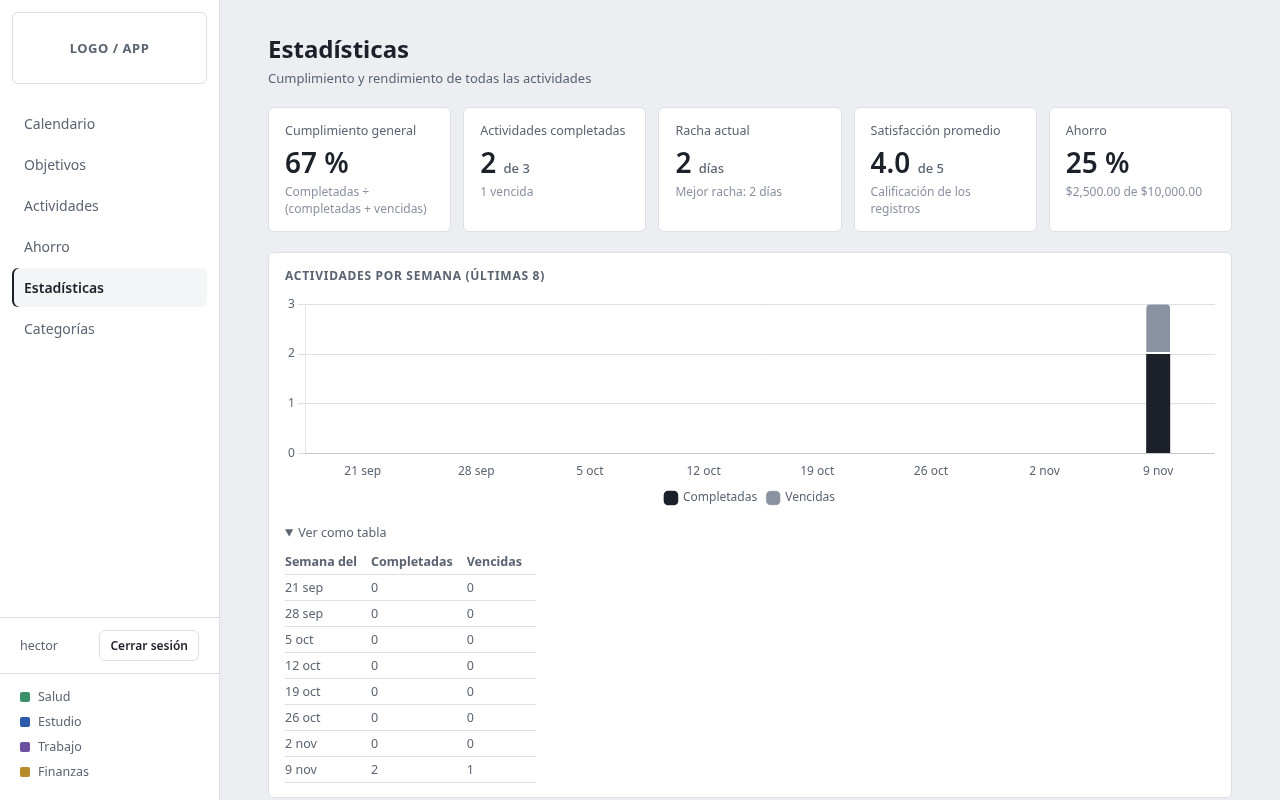 LOGO / APP
Calendario
Objetivos
Actividades
Ahorro
Estadísticas
Categorías
hector
Cerrar sesión
Salud
Estudio
Trabajo
Finanzas
Estadísticas
Cumplimiento y rendimiento de todas las actividades
Cumplimiento general
67 %
Completadas ÷
(completadas + vencidas)
Actividades completadas
2 de 3
1 vencida
Racha actual
2 días
Mejor racha: 2 días
Satisfacción promedio
4.0 de 5
Calificación de los
registros
Ahorro
25 %
$2,500.00 de $10,000.00
ACTIVIDADES POR SEMANA (ÚLTIMAS 8)
3
2
1
0
21 sep 28 sep 5 oct 12 oct 19 oct 26 oct 2 nov 9 nov
Completadas Vencidas
▼ Ver como tabla
Semana del Completadas Vencidas
21 sep 0 0
28 sep 0 0
5 oct 0 0
12 oct 0 0
19 oct 0 0
26 oct 0 0
2 nov 0 0
9 nov 2 1